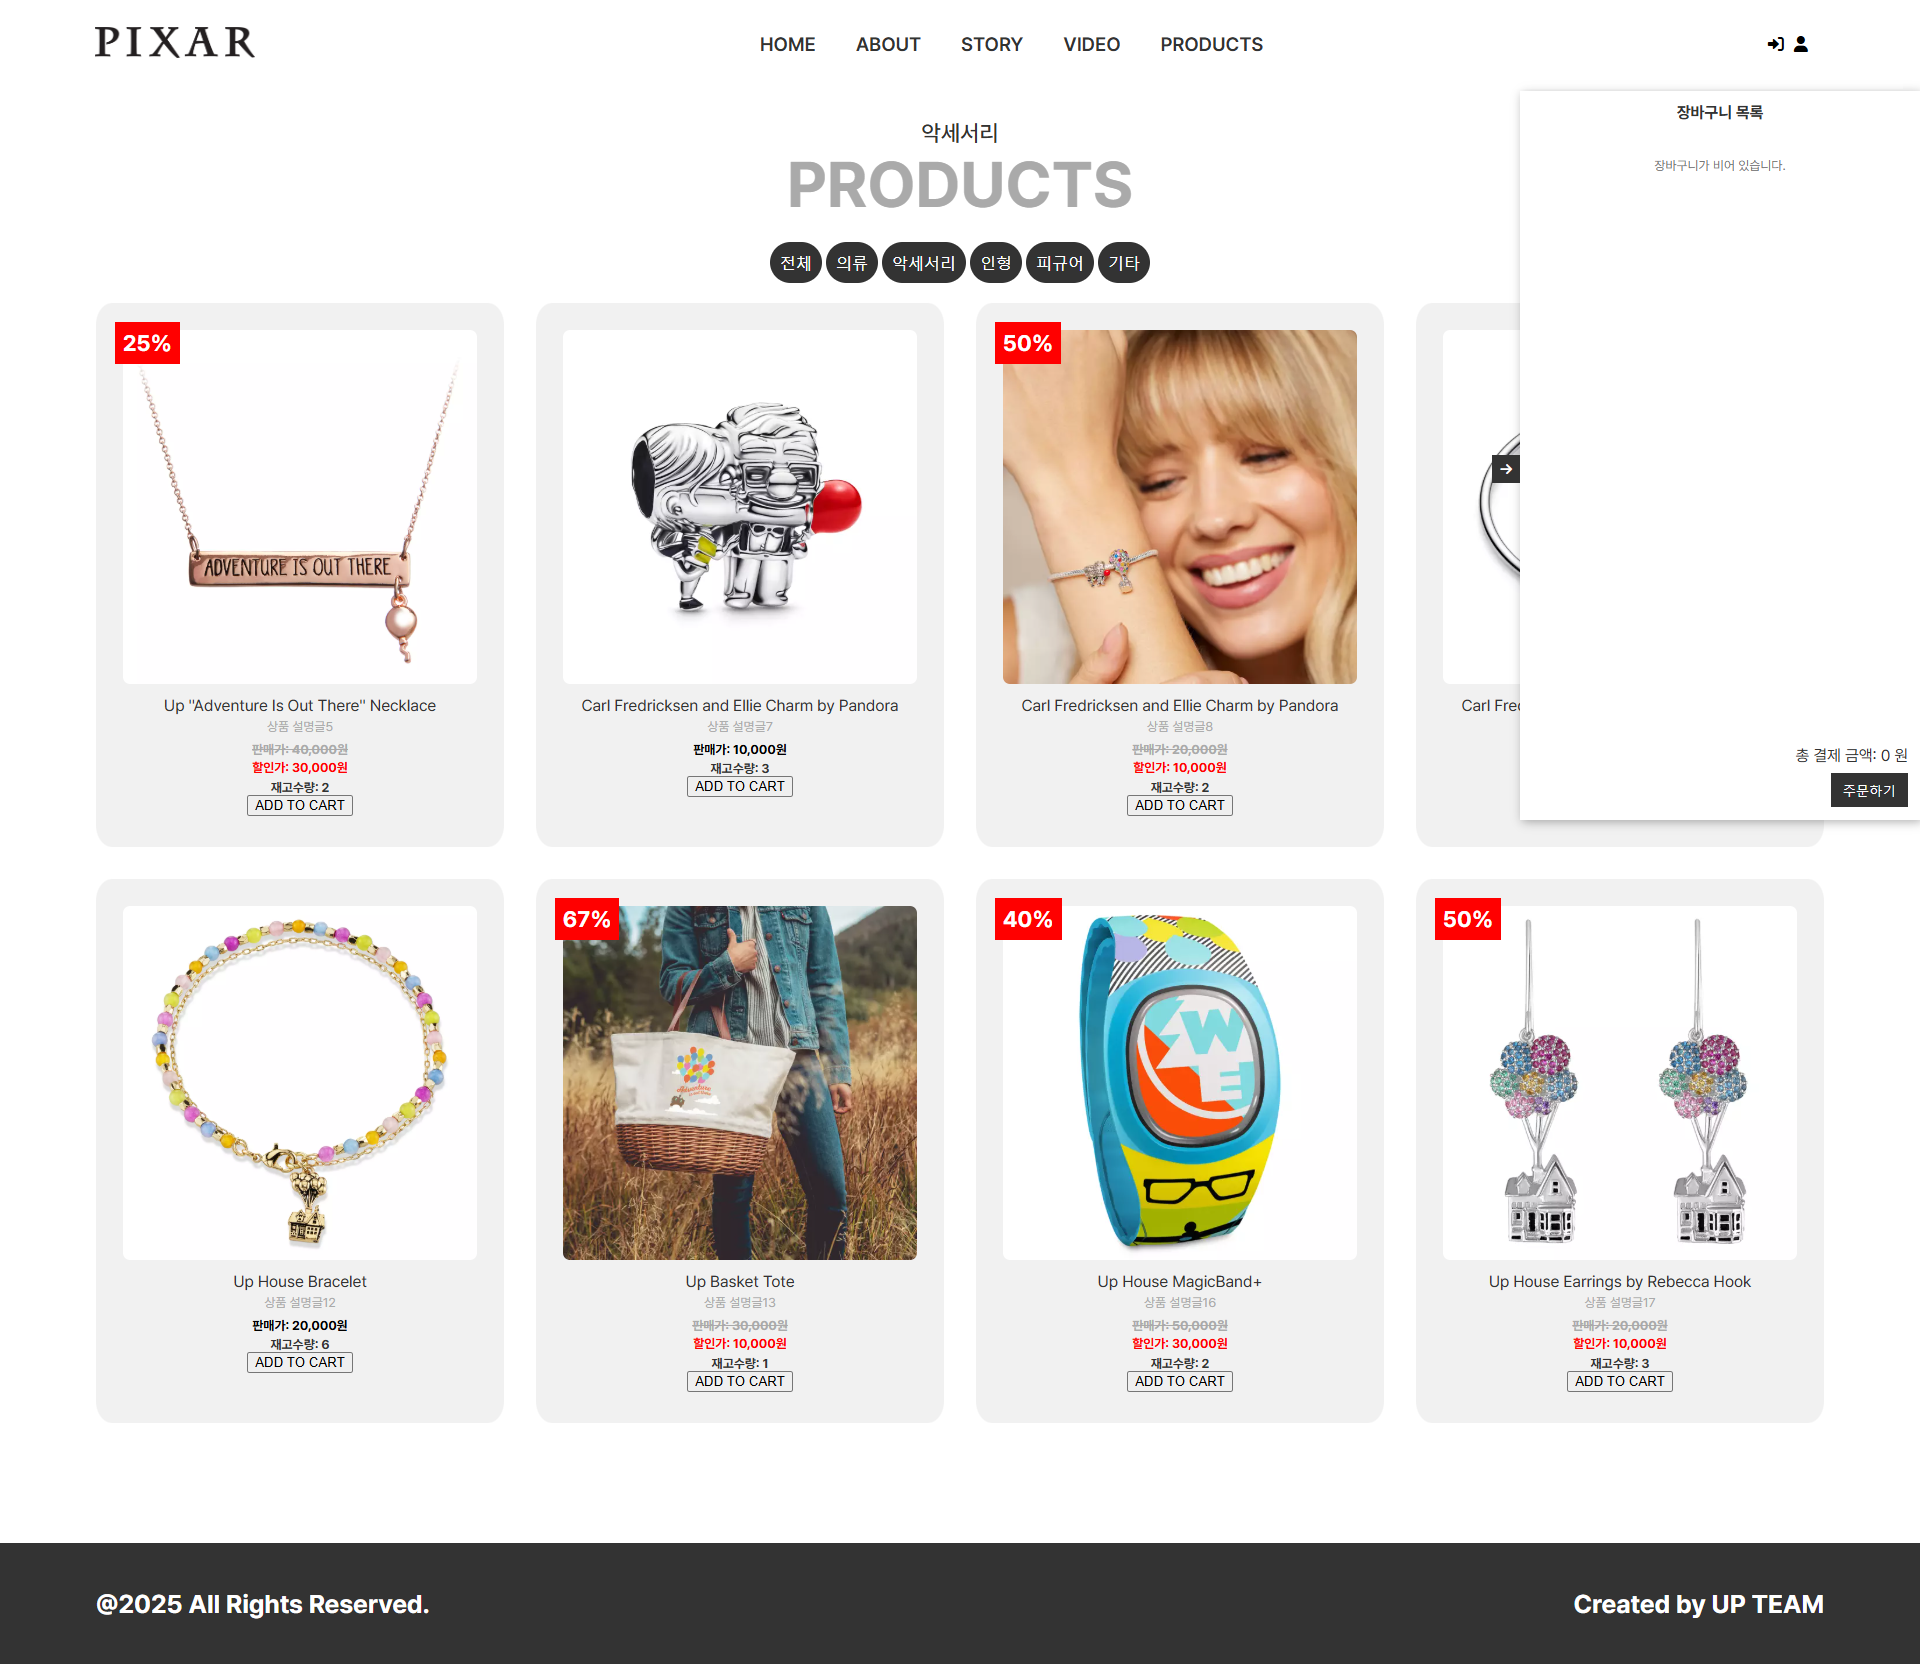 PIXAR
HOME ABOUT STORY VIDEO PRODUCTS
장바구니 목록
장바구니가 비어 있습니다.
총 결제 금액: 0 원
주문하기
악세서리
PRODUCTS
전체 의류 악세서리 인형 피규어 기타
25%
ADVENTURE IS OUT THERE
Up "Adventure Is Out There" Necklace
상품 설명글5
판매가: 40,000원
할인가: 30,000원
재고수량: 2
ADD TO CART
Carl Fredricksen and Ellie Charm by Pandora
상품 설명글7
판매가: 10,000원
재고수량: 3
ADD TO CART
50%
Carl Fredricksen and Ellie Charm by Pandora
상품 설명글8
판매가: 20,000원
할인가: 10,000원
재고수량: 2
ADD TO CART
Carl Fre
Up House Bracelet
상품 설명글12
판매가: 20,000원
재고수량: 6
ADD TO CART
67%
Adventure
Up Basket Tote
상품 설명글13
판매가: 30,000원
할인가: 10,000원
재고수량: 1
ADD TO CART
40%
Up House MagicBand+
상품 설명글16
판매가: 50,000원
할인가: 30,000원
재고수량: 2
ADD TO CART
50%
Up House Earrings by Rebecca Hook
상품 설명글17
판매가: 20,000원
할인가: 10,000원
재고수량: 3
ADD TO CART
@2025 All Rights Reserved.
Created by UP TEAM